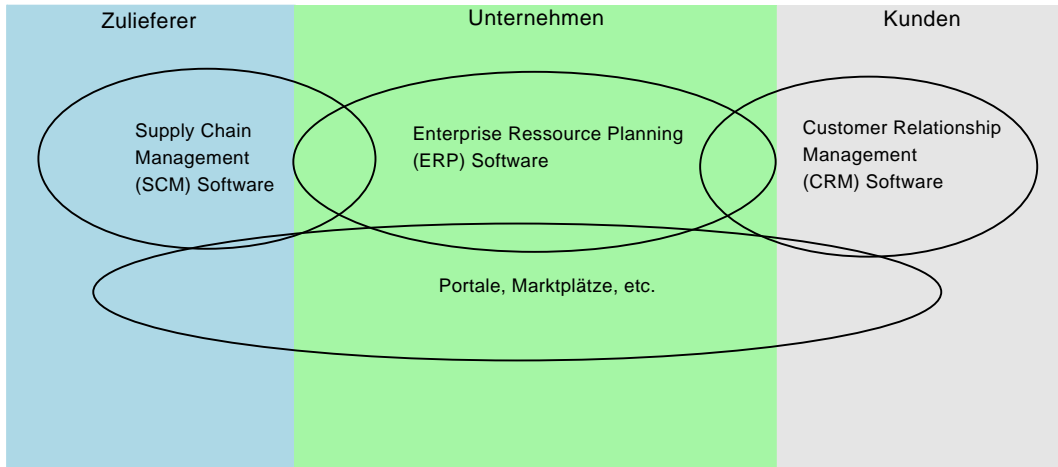 Zulieferer
Unternehmen
Kunden
Supply Chain
Management
(SCM) Software
Enterprise Ressource Planning
(ERP) Software
Customer Relationship
Management
(CRM) Software
Portale, Marktplätze, etc.